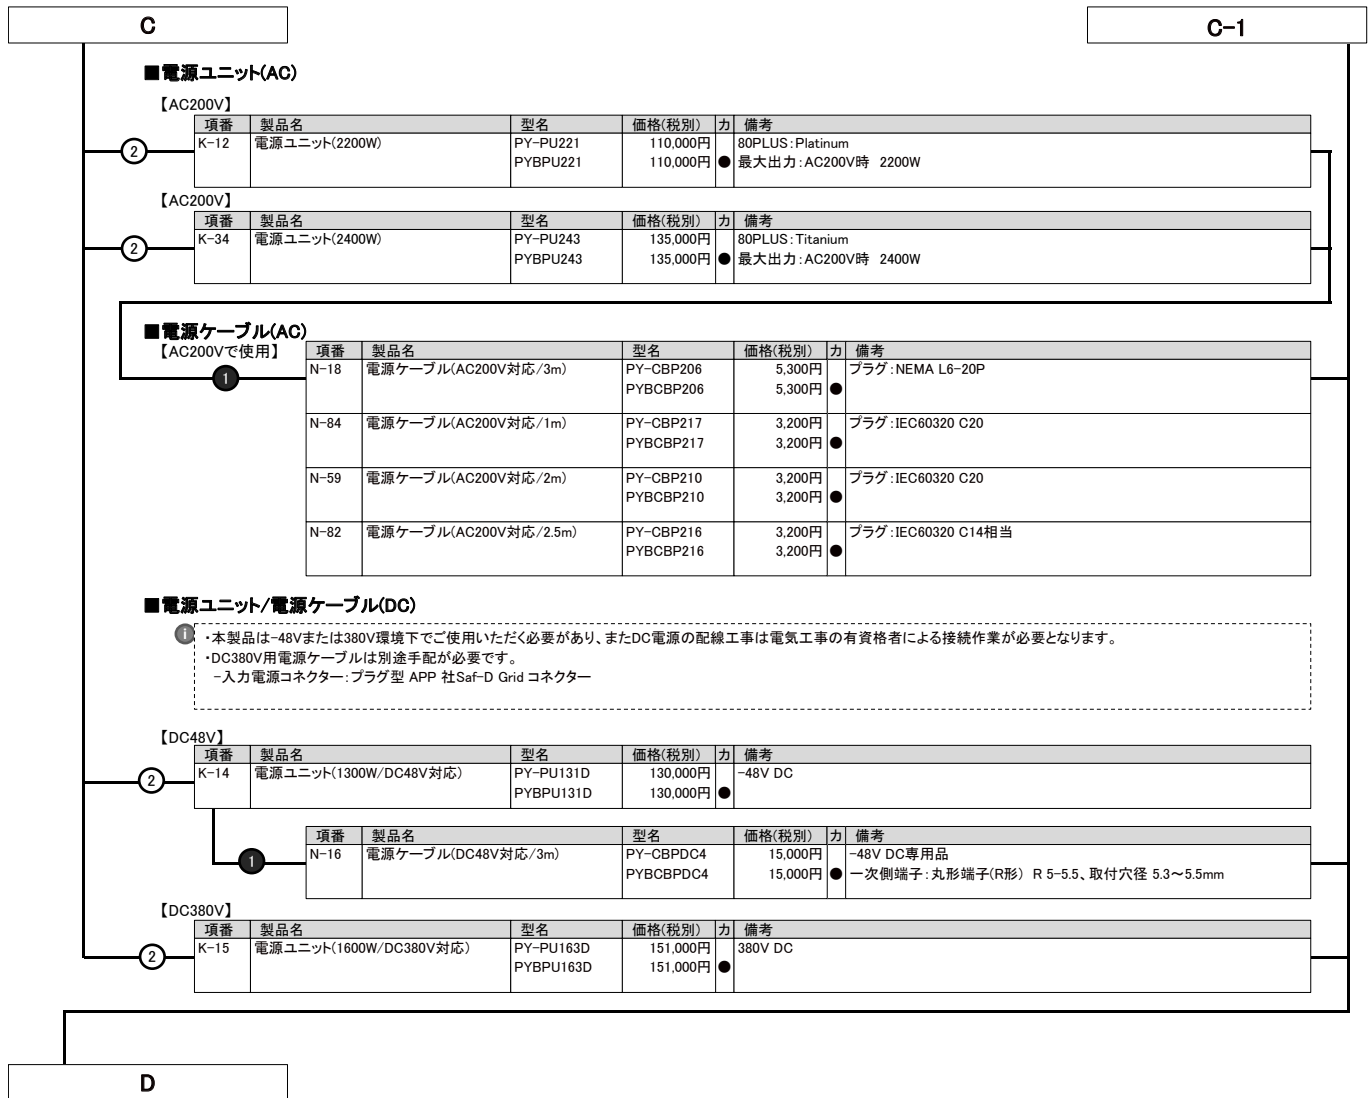 C
C-1
■電源ユニット(AC)
【AC200V】
項番 製品名 型名 価格(税別) カ 備考
② K-12 電源ユニット(2200W) PY-PU221 110,000円 80PLUS:Platinum
PYBPU221 110,000円 ● 最大出力:AC200V時 2200W
【AC200V】
項番 製品名 型名 価格(税別) カ 備考
② K-34 電源ユニット(2400W) PY-PU243 135,000円 80PLUS:Titanium
PYBPU243 135,000円 ● 最大出力:AC200V時 2400W
■電源ケーブル(AC)
【AC200Vで使用】 項番 製品名 型名 価格(税別) カ 備考
❶ N-18 電源ケーブル(AC200V対応/3m) PY-CBP206 5,300円 プラグ:NEMA L6-20P
PYBCBP206 5,300円 ●
N-84 電源ケーブル(AC200V対応/1m) PY-CBP217 3,200円 プラグ:IEC60320 C20
PYBCBP217 3,200円 ●
N-59 電源ケーブル(AC200V対応/2m) PY-CBP210 3,200円 プラグ:IEC60320 C20
PYBCBP210 3,200円 ●
N-82 電源ケーブル(AC200V対応/2.5m) PY-CBP216 3,200円 プラグ:IEC60320 C14相当
PYBCBP216 3,200円 ●
■電源ユニット/電源ケーブル(DC)
i ・本製品は-48Vまたは380V環境下でご使用いただく必要があり、またDC電源の配線工事は電気工事の有資格者による接続作業が必要となります。
・DC380V用電源ケーブルは別途手配が必要です。
-入力電源コネクター:プラグ型 APP 社Saf-D Grid コネクター
【DC48V】
項番 製品名 型名 価格(税別) カ 備考
② K-14 電源ユニット(1300W/DC48V対応) PY-PU131D 130,000円 -48V DC
PYBPU131D 130,000円 ●
項番 製品名 型名 価格(税別) カ 備考
❶ N-16 電源ケーブル(DC48V対応/3m) PY-CBPDC4 15,000円 -48V DC専用品
PYBCBPDC4 15,000円 ● 一次側端子:丸形端子(R形) R 5-5.5、取付穴径 5.3～5.5mm
【DC380V】
項番 製品名 型名 価格(税別) カ 備考
② K-15 電源ユニット(1600W/DC380V対応) PY-PU163D 151,000円 380V DC
PYBPU163D 151,000円 ●
D